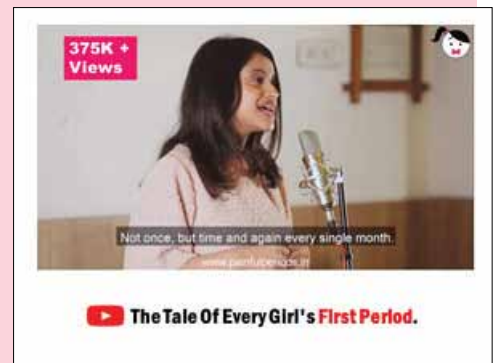 375K +
Views
Not once, but time and again every single month.
www.painfulperiods.in
The Tale Of Every Girl's First Period.